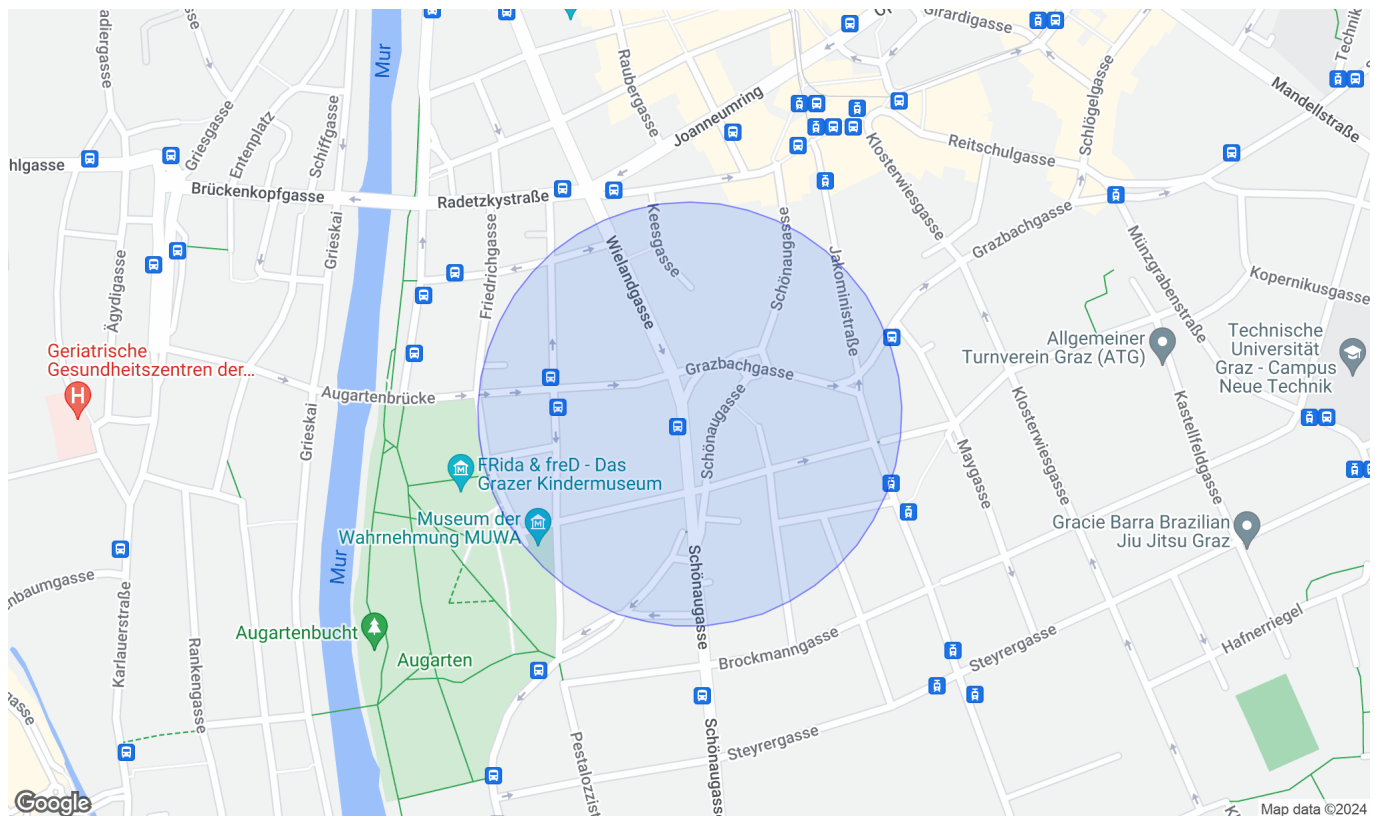 adiergasse
sse
Mur
Girardigasse
Technik
Raubergasse
Joanneumring
Mandellstraße
Schlögelgasse
Griesgasse
Entenplatz
Schiffgasse
Klosterwiesgasse
Reitschulgasse
hlgasse
Brückenkopfgasse
Radetzkystraße
Keesgasse
Schönaugasse
Grazbachgasse
Grieskai
Friedrichgasse
Wielandgasse
Jakoministraße
Münzgrabenstraße
Kopernikusgasse
Ägydigasse
Geriatrische
Gesundheitszentren der...
Allgemeiner
Turnverein Graz (ATG)
Technische
Universität
Graz - Campus
Neue Technik
Grazbachgasse
Augartenbrücke
Grieskai
Schönaugasse
Klosterwiesgasse
Kastellfeldgasse
Maygasse
FRida & freD - Das
Grazer Kindermuseum
Museum der
Wahrnehmung MUWA
Gracie Barra Brazilian
Jiu Jitsu Graz
Mur
nbaumgasse
Karlauerstraße
Schönaugasse
Augartenbucht
Augarten
Rankengasse
Brockmanngasse
Steyrergasse
Hafnerriegel
gasse
Steyrergasse
Pestalozzist
Schönaugasse
Google
Map data ©2024